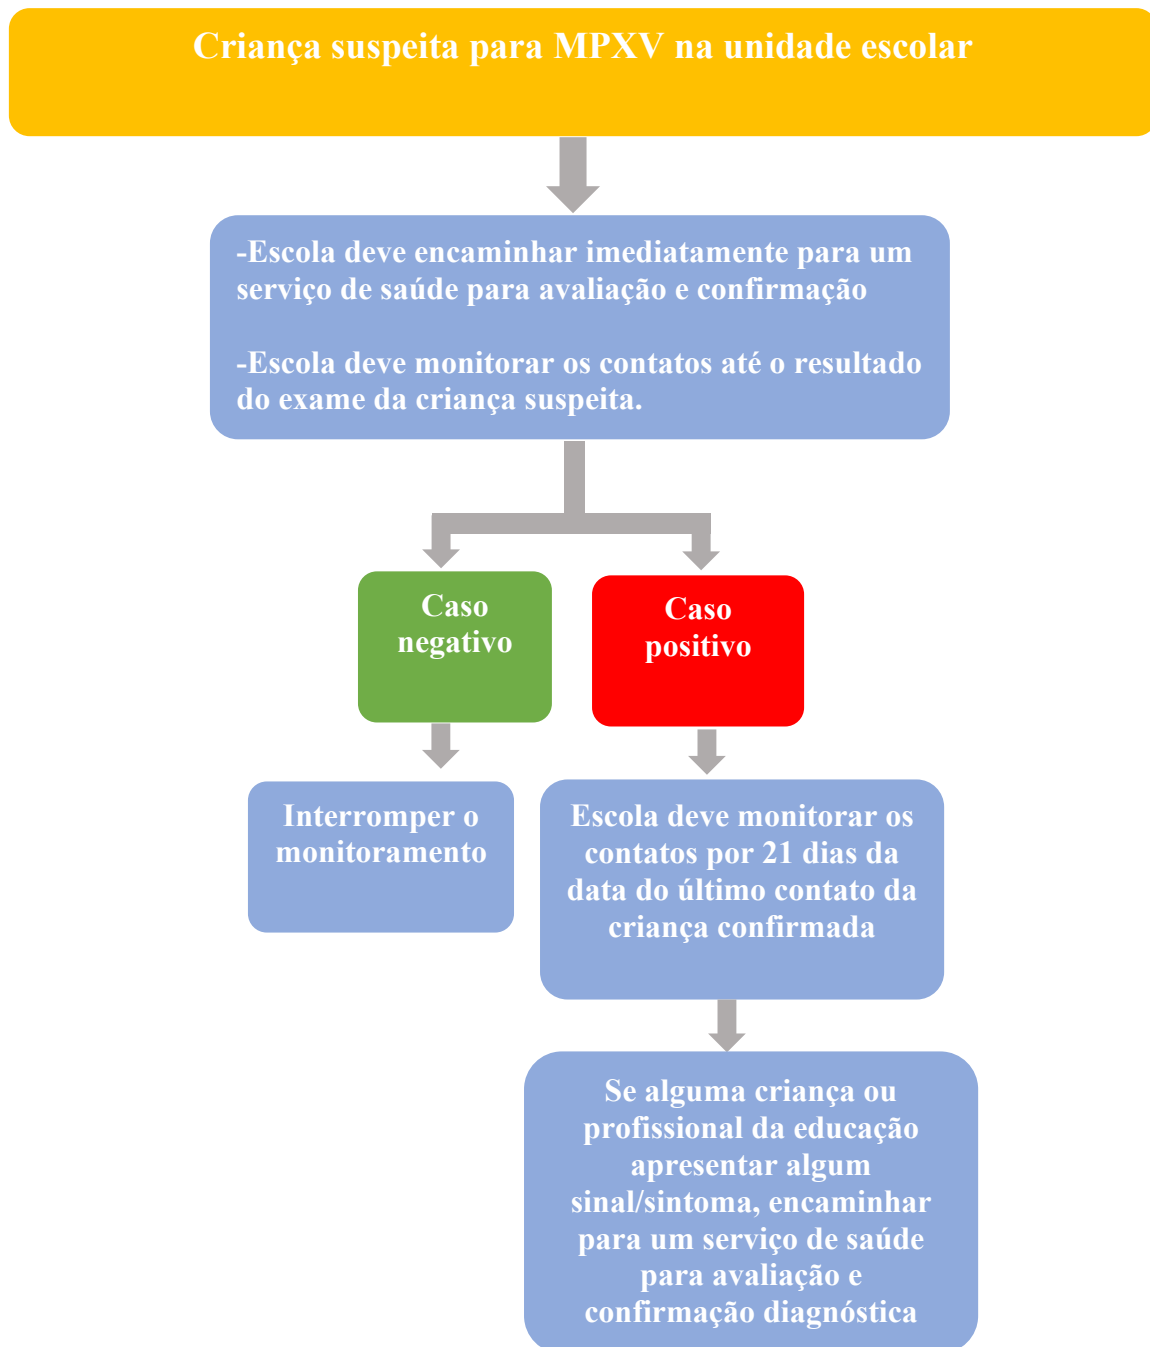 Criança suspeita para MPXV na unidade escolar
-Escola deve encaminhar imediatamente para um
serviço de saúde para avaliação e confirmação
-Escola deve monitorar os contatos até o resultado
do exame da criança suspeita.
Caso
negativo
Caso
positivo
Interromper o
monitoramento
Escola deve monitorar os
contatos por 21 dias da
data do último contato da
criança confirmada
Se alguma criança ou
profissional da educação
apresentar algum
sinal/sintoma, encaminhar
para um serviço de saúde
para avaliação e
confirmação diagnóstica